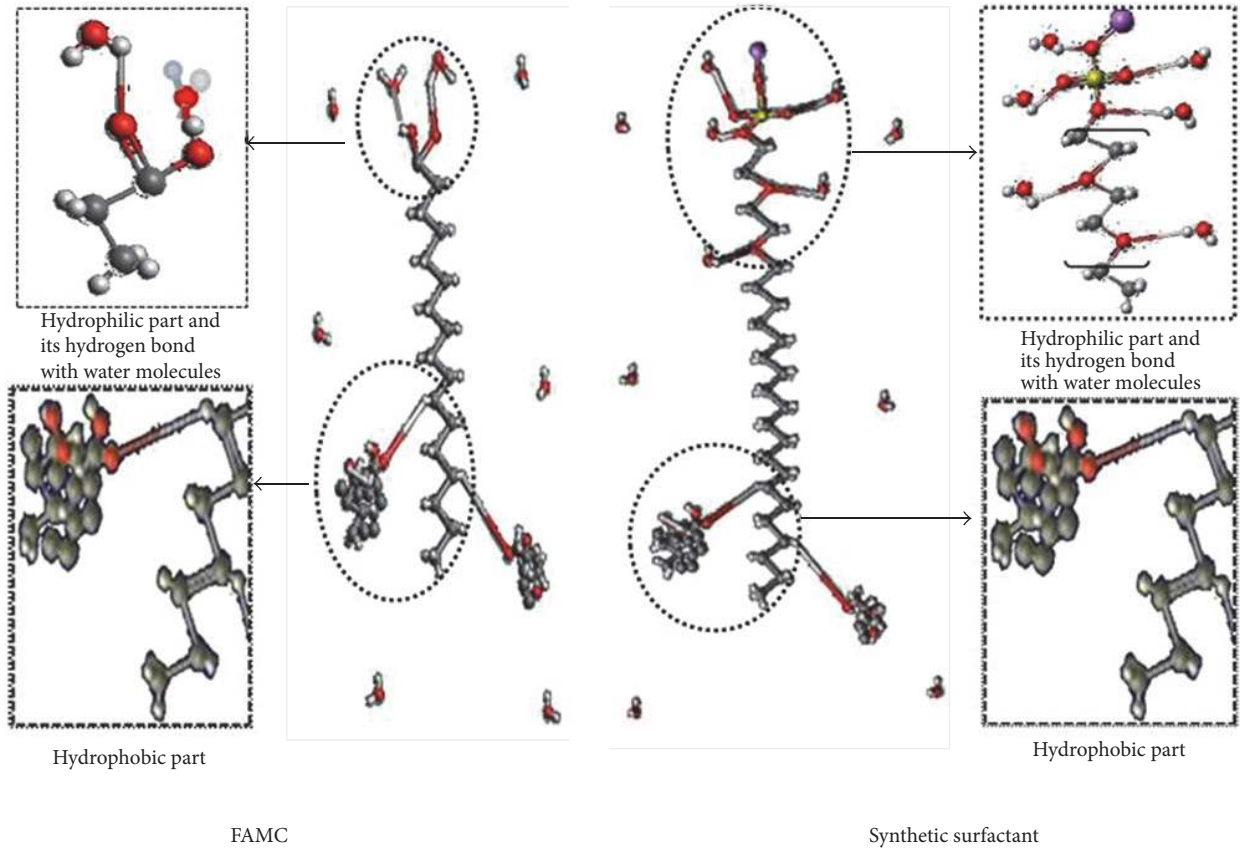 Hydrophilic part and
its hydrogen bond
with water molecules
Hydrophobic part
FAMC
Hydrophilic part and
its hydrogen bond
with water molecules
Hydrophobic part
Synthetic surfactant